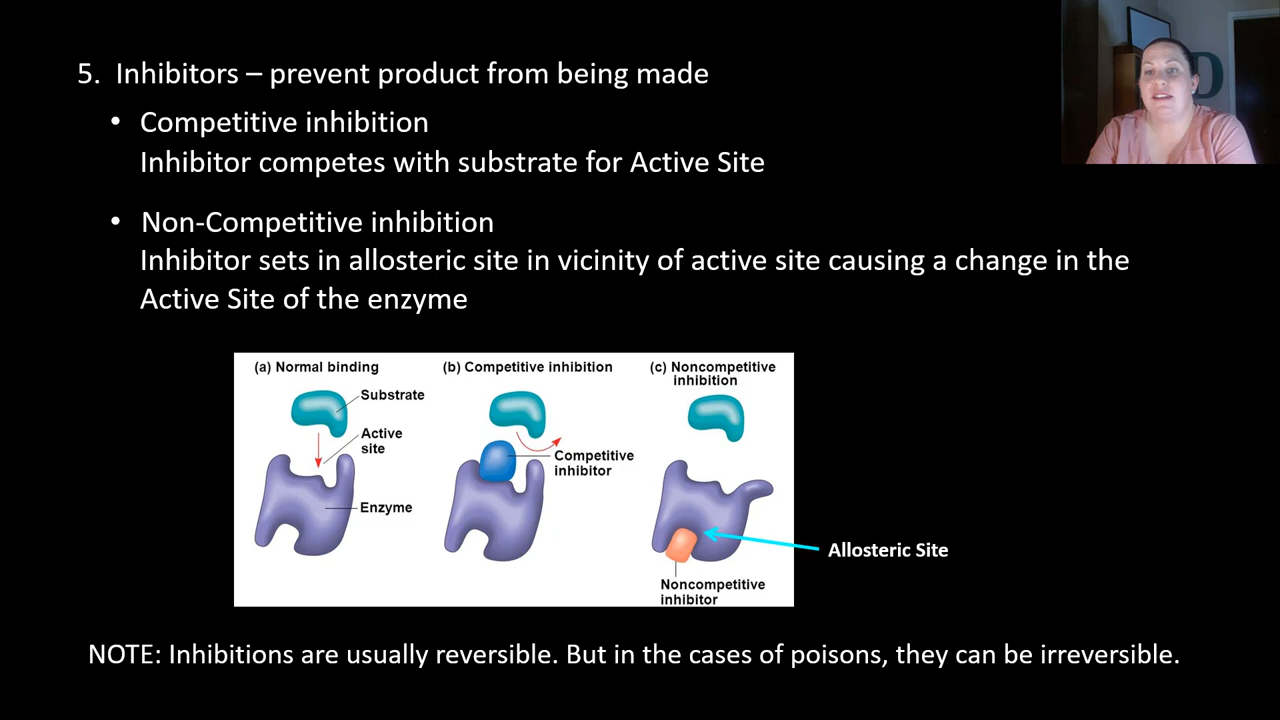 5. Inhibitors – prevent product from being made
• Competitive inhibition
Inhibitor competes with substrate for Active Site
• Non-Competitive inhibition
Inhibitor sets in allosteric site in vicinity of active site causing a change in the
Active Site of the enzyme
(a) Normal binding
Substrate
Active
site
Enzyme
(b) Competitive inhibition
Competitive
inhibitor
(c) Noncompetitive
inhibition
Noncompetitive
inhibitor
Allosteric Site
NOTE: Inhibitions are usually reversible. But in the cases of poisons, they can be irreversible.
D